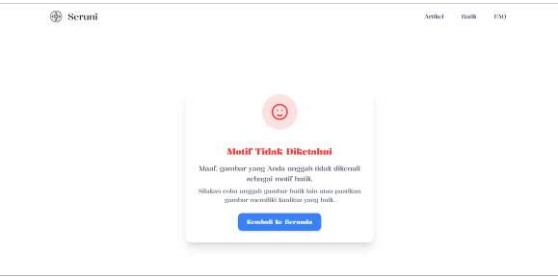 Seruni
Artikel Batik FAQ
Motif Tidak Diketahui
Maaf, gambar yang Anda unggah tidak dikenali
sebagai motif batik.
Silakan coba unggah gambar batik lain atau pastikan
gambar memiliki kualitas yang baik.
Kembali ke Beranda